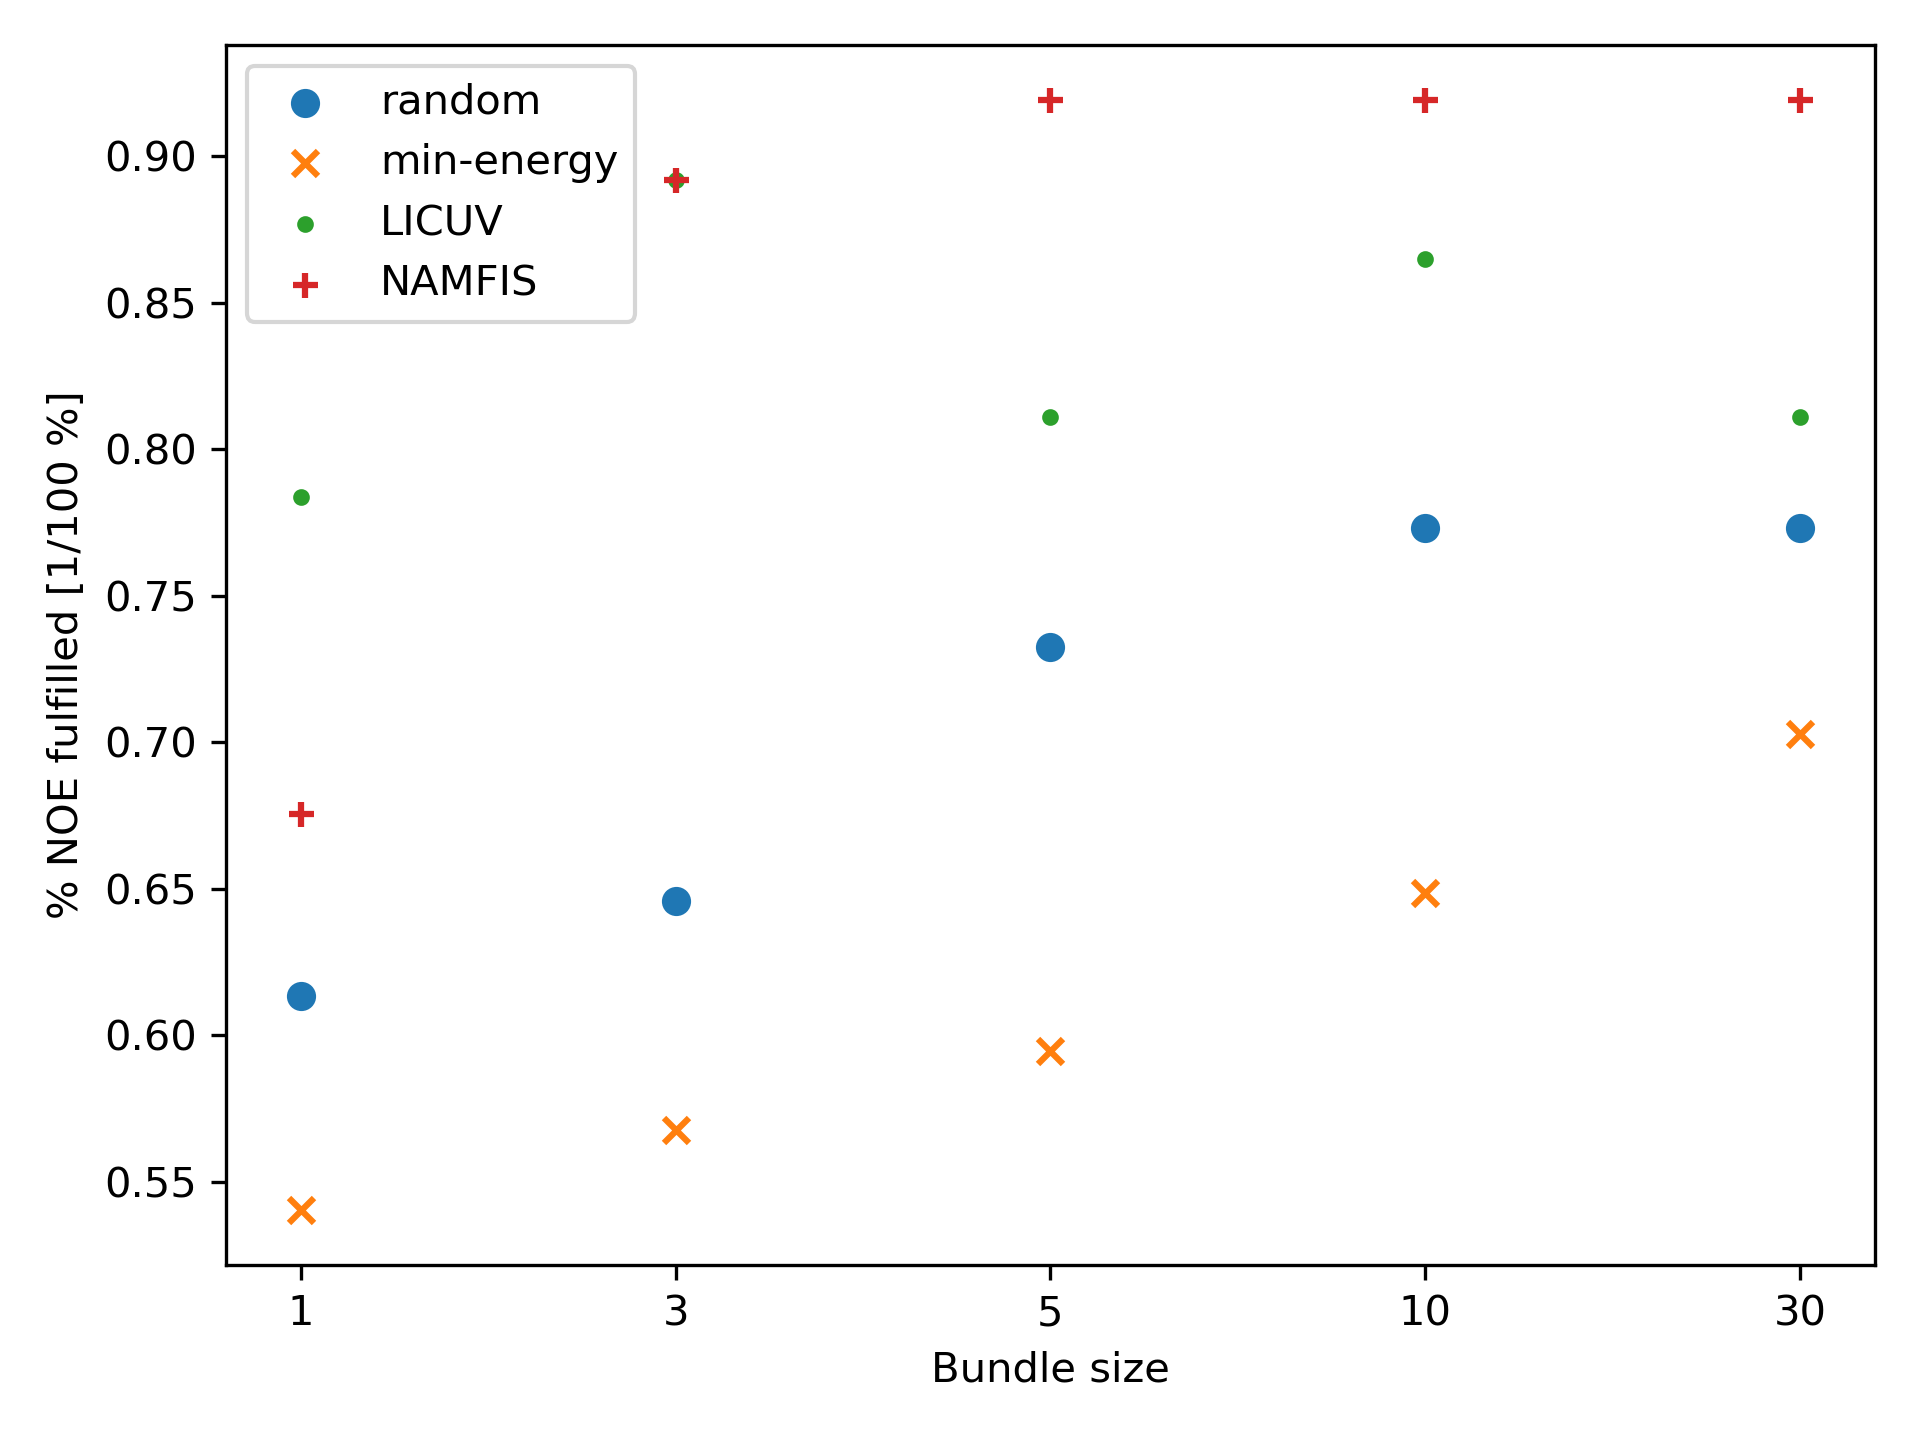 random
min-energy
LICUV
NAMFIS
0.90
0.85
0.80
0.75
0.70
0.65
0.60
0.55
% NOE fulfilled [1/100 %]
1 3 5 10 30
Bundle size